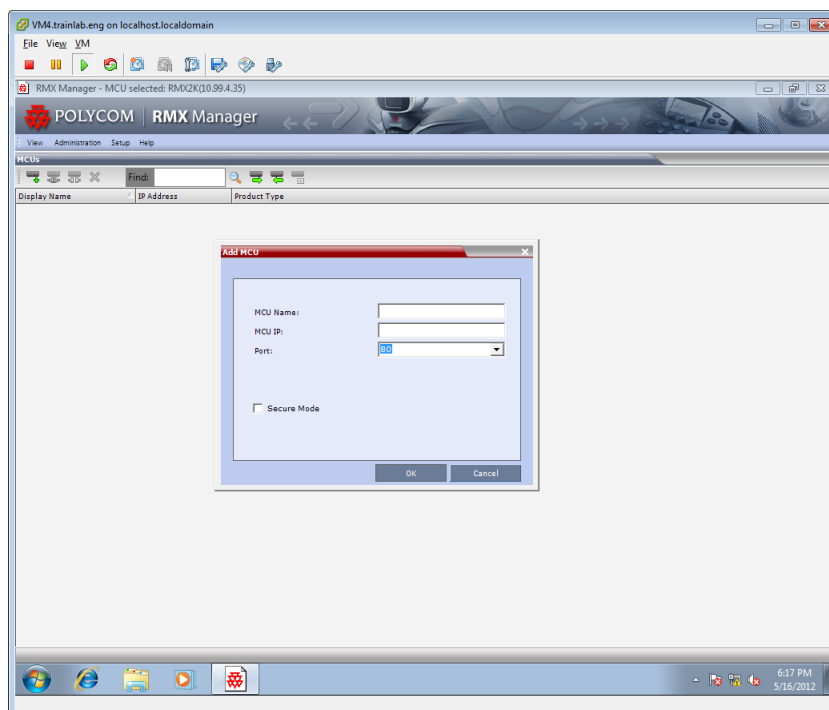 VM4.trainlab.eng on localhost.localdomain
File View VM
RMX Manager - MCU selected: RMX2K(10.99.4.35)
POLYCOM | RMX Manager
View Administration Setup Help
MCUs
Find:
Display Name IP Address Product Type
Add MCU
MCU Name:
MCU IP:
Port: 80
Secure Mode
OK Cancel
6:17 PM
5/16/2012